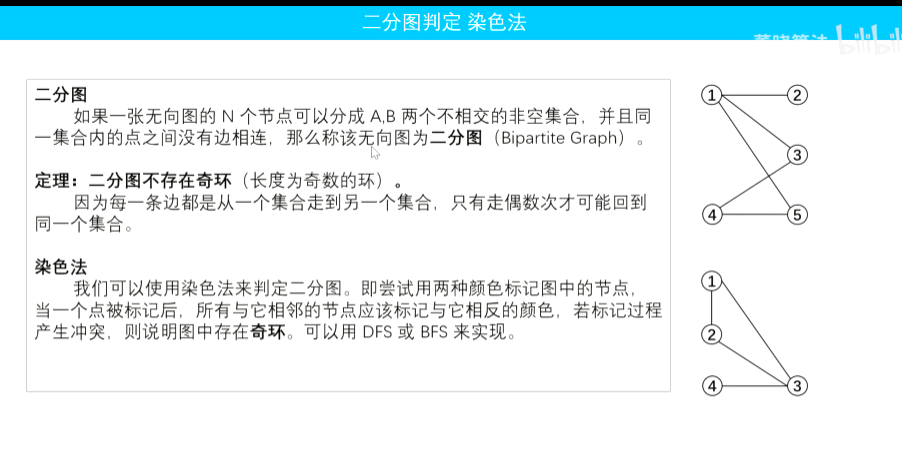 二分图判定 染色法
二分图
如果一张无向图的 N 个节点可以分成 A,B 两个不相交的非空集合，并且同
一集合内的点之间没有边相连，那么称该无向图为二分图（Bipartite Graph）。
定理：二分图不存在奇环（长度为奇数的环）。
因为每一条边都是从一个集合走到另一个集合，只有走偶数次才可能回到
同一个集合。
染色法
我们可以使用染色法来判定二分图。即尝试用两种颜色标记图中的节点，
当一个点被标记后，所有与它相邻的节点应该标记与它相反的颜色，若标记过程
产生冲突，则说明图中存在奇环。可以用 DFS 或 BFS 来实现。
1 2
3
4 5
1
2
4 3